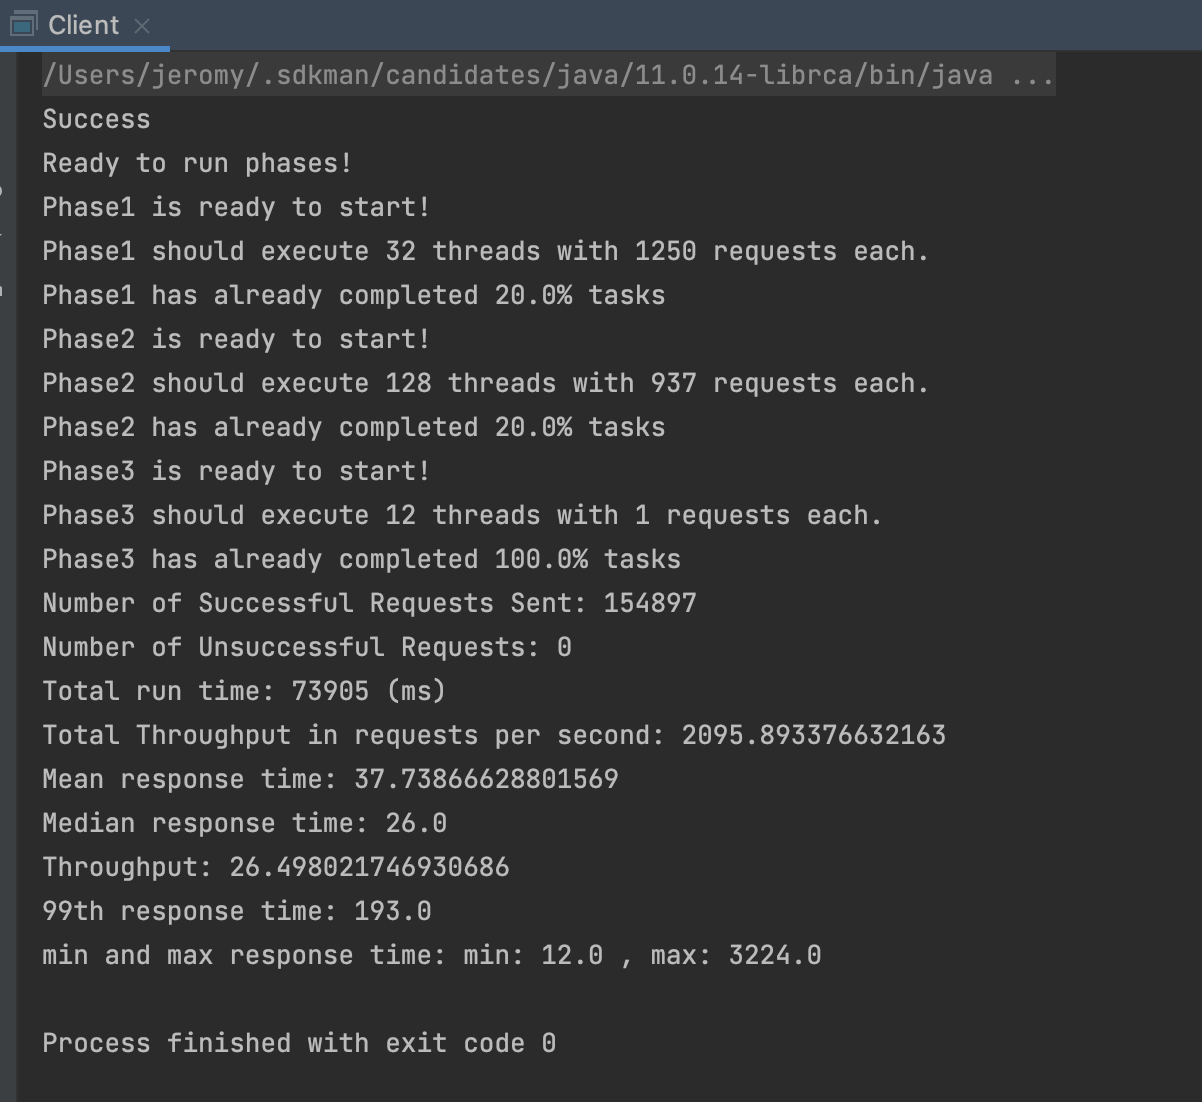 Client
/Users/jeromy/.sdkman/candidates/java/11.0.14-librca/bin/java ...
Success
Ready to run phases!
Phase1 is ready to start!
Phase1 should execute 32 threads with 1250 requests each.
Phase1 has already completed 20.0% tasks
Phase2 is ready to start!
Phase2 should execute 128 threads with 937 requests each.
Phase2 has already completed 20.0% tasks
Phase3 is ready to start!
Phase3 should execute 12 threads with 1 requests each.
Phase3 has already completed 100.0% tasks
Number of Successful Requests Sent: 154897
Number of Unsuccessful Requests: 0
Total run time: 73905 (ms)
Total Throughput in requests per second: 2095.893376632163
Mean response time: 37.73866628801569
Median response time: 26.0
Throughput: 26.498021746930686
99th response time: 193.0
min and max response time: min: 12.0 , max: 3224.0
Process finished with exit code 0